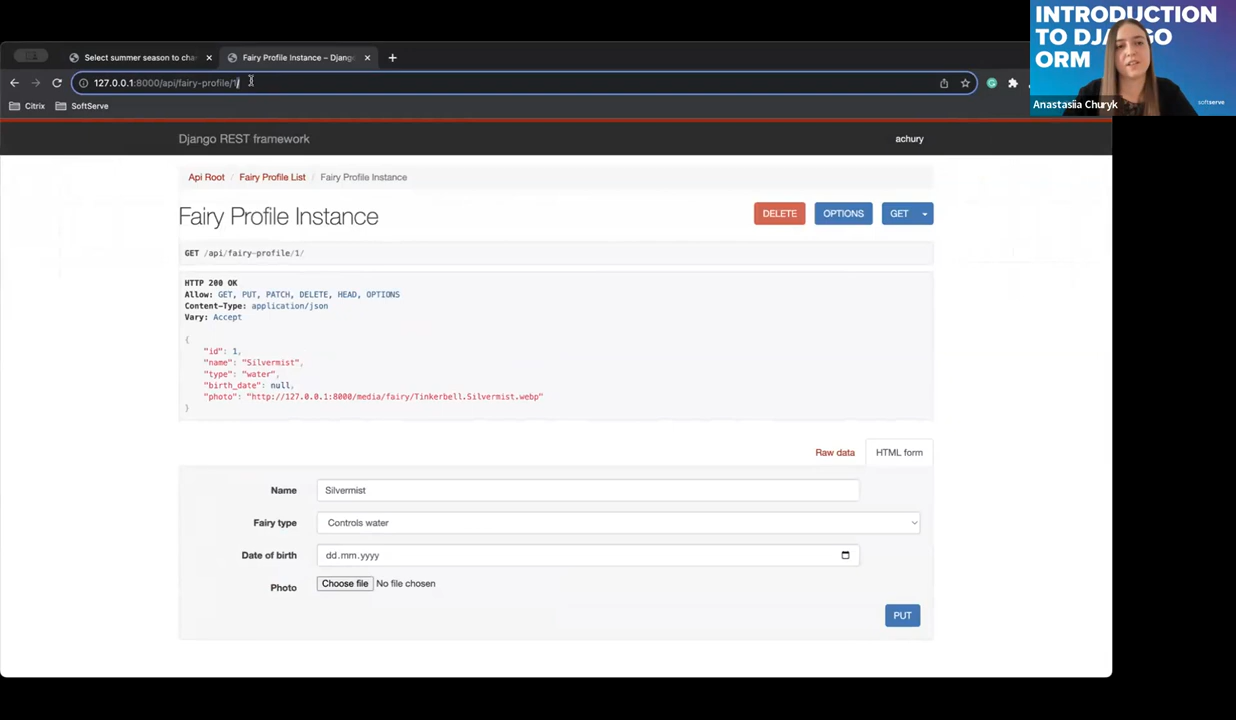 INTRODUCTION
TO DJANGO
ORM
Anastasiia Churyk
softserve
Select summer season to cha
Fairy Profile Instance – Django
127.0.0.1:8000/api/fairy-profile/1/
Citrix
SoftServe
Django REST framework
achury
Api Root / Fairy Profile List / Fairy Profile Instance
Fairy Profile Instance
DELETE
OPTIONS
GET
GET /api/fairy-profile/1/
HTTP 200 OK
Allow: GET, PUT, PATCH, DELETE, HEAD, OPTIONS
Content-Type: application/json
Vary: Accept
{
"id": 1,
"name": "Silvermist",
"type": "water",
"birth_date": null,
"photo": "http://127.0.0.1:8000/media/fairy/Tinkerbell.Silvermist.webp"
}
Raw data
HTML form
Name
Silvermist
Fairy type
Controls water
Date of birth
dd.mm.yyyy
Photo
Choose file No file chosen
PUT